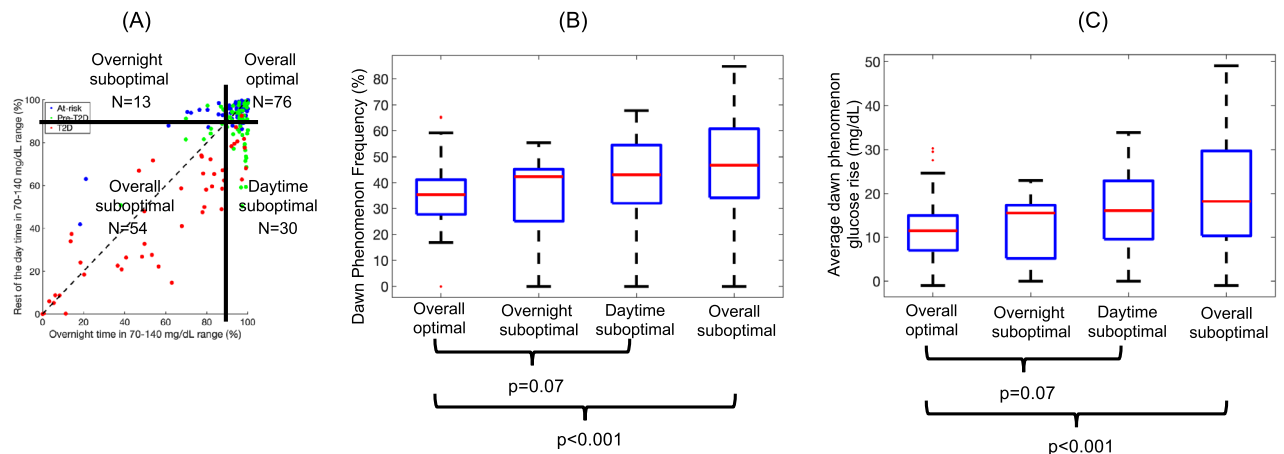 (A)
Overnight
suboptimal
N=13
Overall
optimal
N=76
At-risk
Pre-T2D
T2D
Overall
suboptimal
N=54
Daytime
suboptimal
N=30
Rest of the day time in 70-140 mg/dL range (%)
100
80
60
40
20
0
0 20 40 60 80 100
Overnight time in 70-140 mg/dL range (%)
(B)
Dawn Phenomenon Frequency (%)
80
70
60
50
40
30
20
10
0
Overall
optimal
Overnight
suboptimal
Daytime
suboptimal
Overall
suboptimal
p=0.07
p<0.001
(C)
Average dawn phenomenon
glucose rise (mg/dL)
50
40
30
20
10
0
Overall
optimal
Overnight
suboptimal
Daytime
suboptimal
Overall
suboptimal
p=0.07
p<0.001